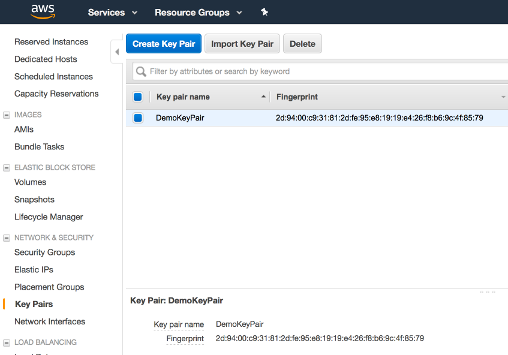 aws
Services
Resource Groups
Reserved Instances
Dedicated Hosts
Scheduled Instances
Capacity Reservations
IMAGES
AMIs
Bundle Tasks
ELASTIC BLOCK STORE
Volumes
Snapshots
Lifecycle Manager
NETWORK & SECURITY
Security Groups
Elastic IPs
Placement Groups
Key Pairs
Network Interfaces
LOAD BALANCING
Create Key Pair Import Key Pair Delete
Filter by attributes or search by keyword
Key pair name Fingerprint
DemoKeyPair 2d:94:00:c9:31:81:2d:fe:95:e8:19:19:e4:26:f8:b6:9c:4f:85:79
Key Pair: DemoKeyPair
Key pair name DemoKeyPair
Fingerprint 2d:94:00:c9:31:81:2d:fe:95:e8:19:19:e4:26:f8:b6:9c:4f:85:79